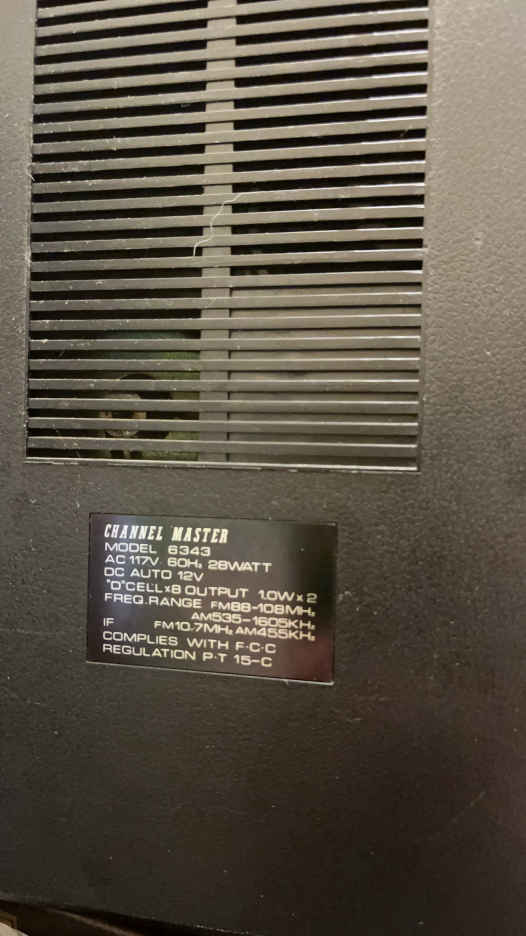 CHANNEL MASTER
MODEL 6343
AC 117V 60Hz 28WATT
DC AUTO 12V
"D"CELL×8 OUTPUT 1.0W×2
FREQ.RANGE FM88-108MHz
AM535-1605KHz
IF FM10.7MHz AM455KHz
COMPLIES WITH F·C·C
REGULATION P·T 15-C